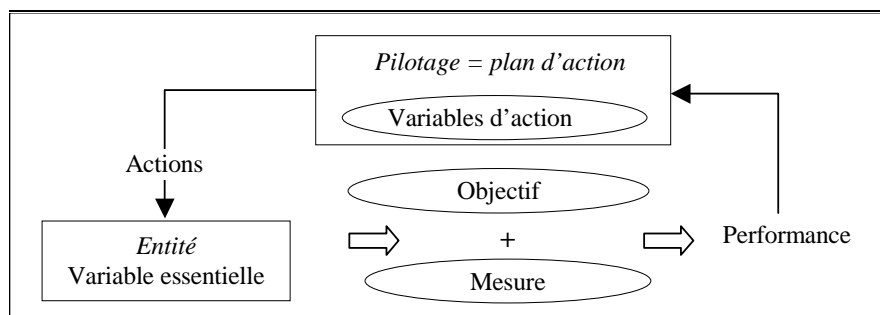 Pilotage = plan d’action
Variables d’action
Actions
Objectif
Entité
Variable essentielle
+
Performance
Mesure